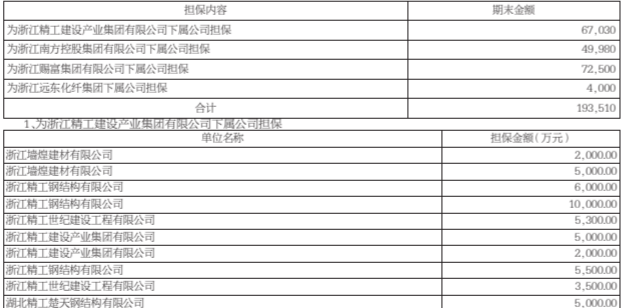 担保内容 期末金额
为浙江精工建设产业集团有限公司下属公司担保 67,030
为浙江南方控股集团有限公司下属公司担保 49,980
为浙江赐富集团有限公司下属公司担保 72,500
为浙江远东化纤集团下属公司担保 4,000
合计 193,510
1、为浙江精工建设产业集团有限公司下属公司担保
单位名称 担保金额(万元)
浙江墙煌建材有限公司 2,000.00
浙江墙煌建材有限公司 5,000.00
浙江精工钢结构有限公司 6,000.00
浙江精工钢结构有限公司 10,000.00
浙江精工世纪建设工程有限公司 5,300.00
浙江精工建设产业集团有限公司 5,000.00
浙江精工建设产业集团有限公司 2,000.00
浙江精工钢结构有限公司 5,500.00
浙江精工世纪建设工程有限公司 3,500.00
湖北精工楚天钢结构有限公司 5,000.00